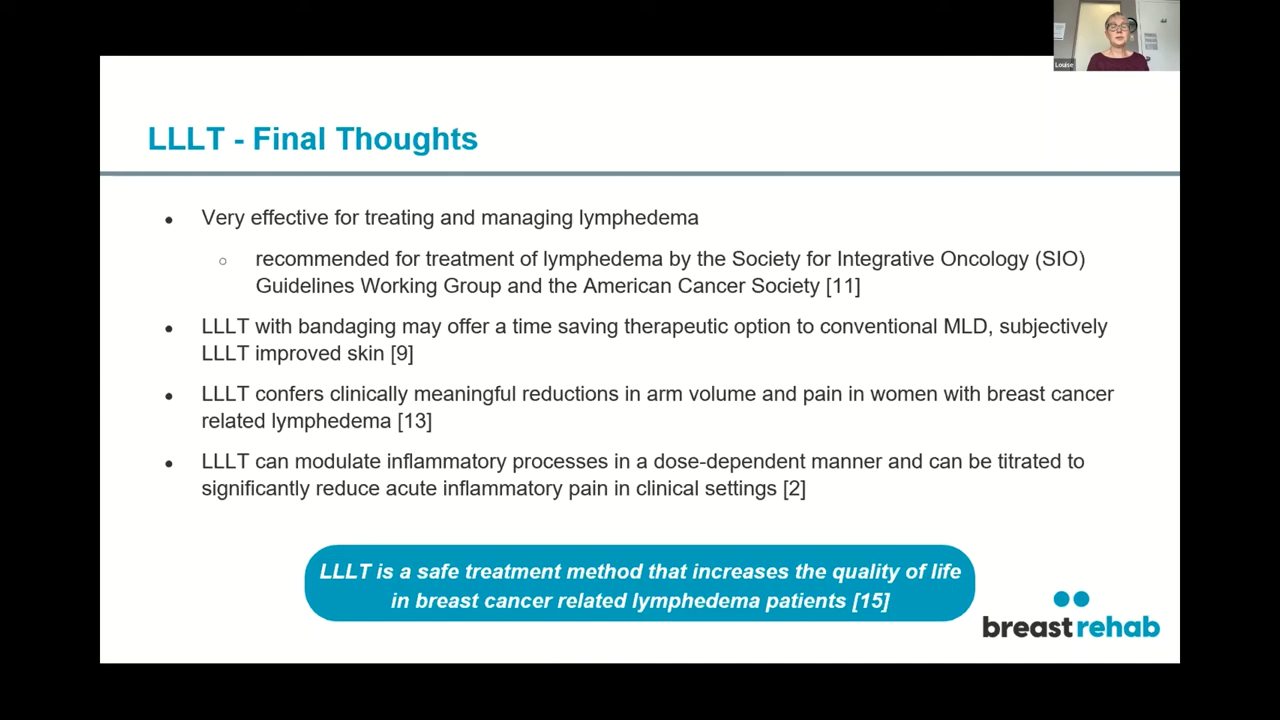 Louise
LLLT - Final Thoughts
• Very effective for treating and managing lymphedema
○ recommended for treatment of lymphedema by the Society for Integrative Oncology (SIO)
Guidelines Working Group and the American Cancer Society [11]
• LLLT with bandaging may offer a time saving therapeutic option to conventional MLD, subjectively
LLLT improved skin [9]
• LLLT confers clinically meaningful reductions in arm volume and pain in women with breast cancer
related lymphedema [13]
• LLLT can modulate inflammatory processes in a dose-dependent manner and can be titrated to
significantly reduce acute inflammatory pain in clinical settings [2]
LLLT is a safe treatment method that increases the quality of life
in breast cancer related lymphedema patients [15]
breast rehab